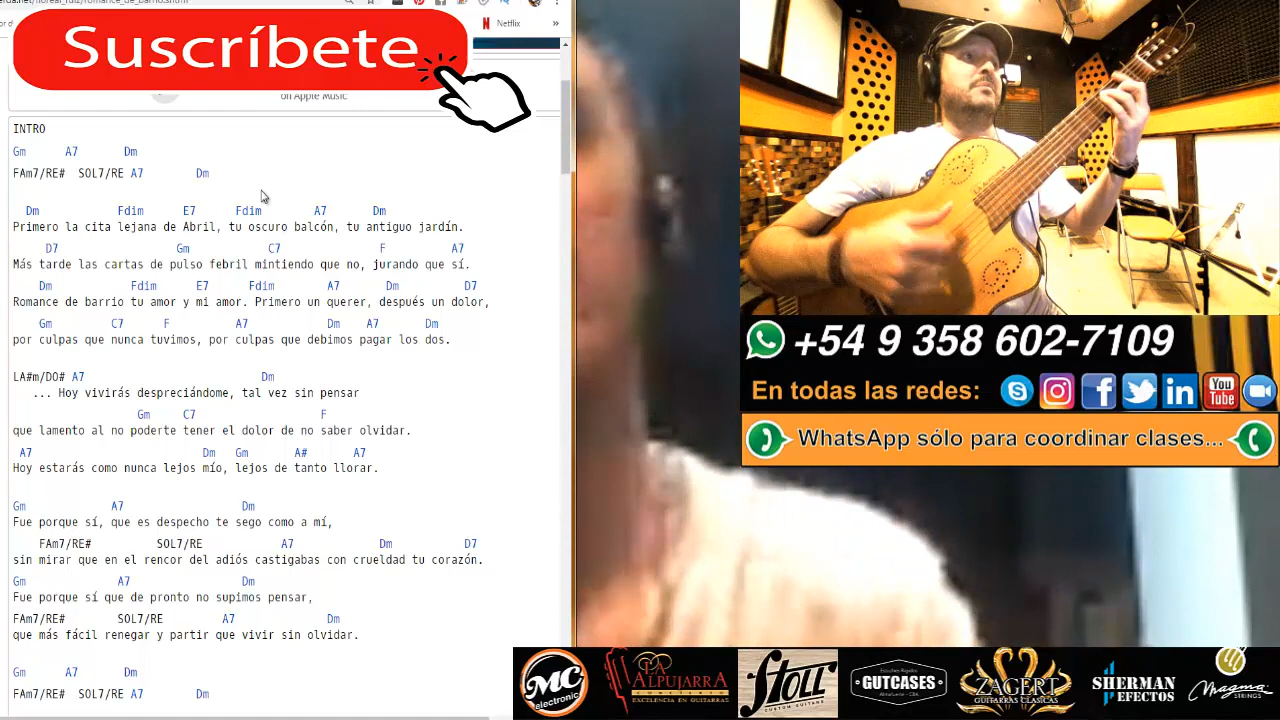 Netflix
Suscríbete
on Apple Music
INTRO
Gm A7 Dm
FAm7/RE# SOL7/RE A7 Dm
Dm Fdim E7 Fdim A7 Dm
Primero la cita lejana de Abril, tu oscuro balcón, tu antiguo jardín.
D7 Gm C7 F A7
Más tarde las cartas de pulso febril mintiendo que no, jurando que sí.
Dm Fdim E7 Fdim A7 Dm D7
Romance de barrio tu amor y mi amor. Primero un querer, después un dolor,
Gm C7 F A7 Dm A7 Dm
por culpas que nunca tuvimos, por culpas que debimos pagar los dos.
LA#m/DO# A7 Dm
... Hoy vivirás despreciándome, tal vez sin pensar
Gm C7 F
que lamento al no poderte tener el dolor de no saber olvidar.
A7 Dm Gm A# A7
Hoy estarás como nunca lejos mío, lejos de tanto llorar.
Gm A7 Dm
Fue porque sí, que es despecho te sego como a mí,
FAm7/RE# SOL7/RE A7 Dm D7
sin mirar que en el rencor del adiós castigabas con crueldad tu corazón.
Gm A7 Dm
Fue porque sí que de pronto no supimos pensar,
FAm7/RE# SOL7/RE A7 Dm
que más fácil renegar y partir que vivir sin olvidar.
Gm A7 Dm
FAm7/RE# SOL7/RE A7 Dm
+54 9 358 602-7109
En todas las redes:
in
You
Tube
WhatsApp sólo para coordinar clases...
MC
electronic
LA
ALPUJARRA
EXCELENCIA EN GUITARRAS
STOLL
CUSTOM GUITARS
GUTCASES
ZAGERT
GUITARRAS CLASICAS
SHERMAN
EFECTOS
Magma
STRINGS